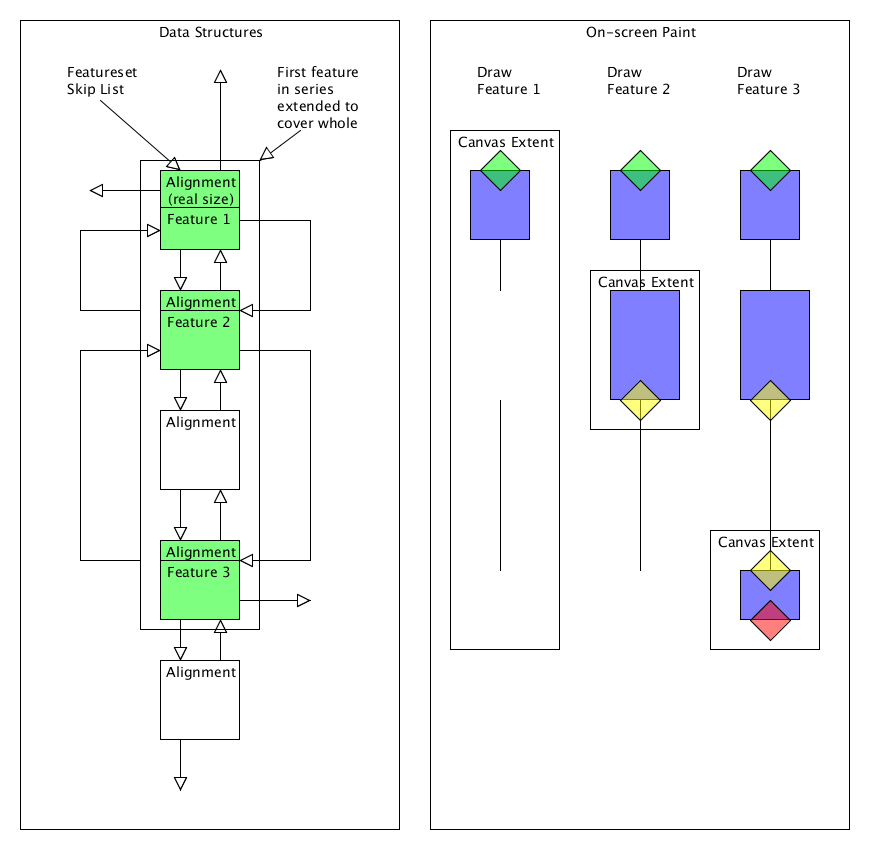 Data Structures
Featureset
Skip List
First feature
in series
extended to
cover whole
Alignment
(real size)
Feature 1
Alignment
Feature 2
Alignment
Alignment
Feature 3
Alignment
On-screen Paint
Draw
Feature 1
Draw
Feature 2
Draw
Feature 3
Canvas Extent
Canvas Extent
Canvas Extent